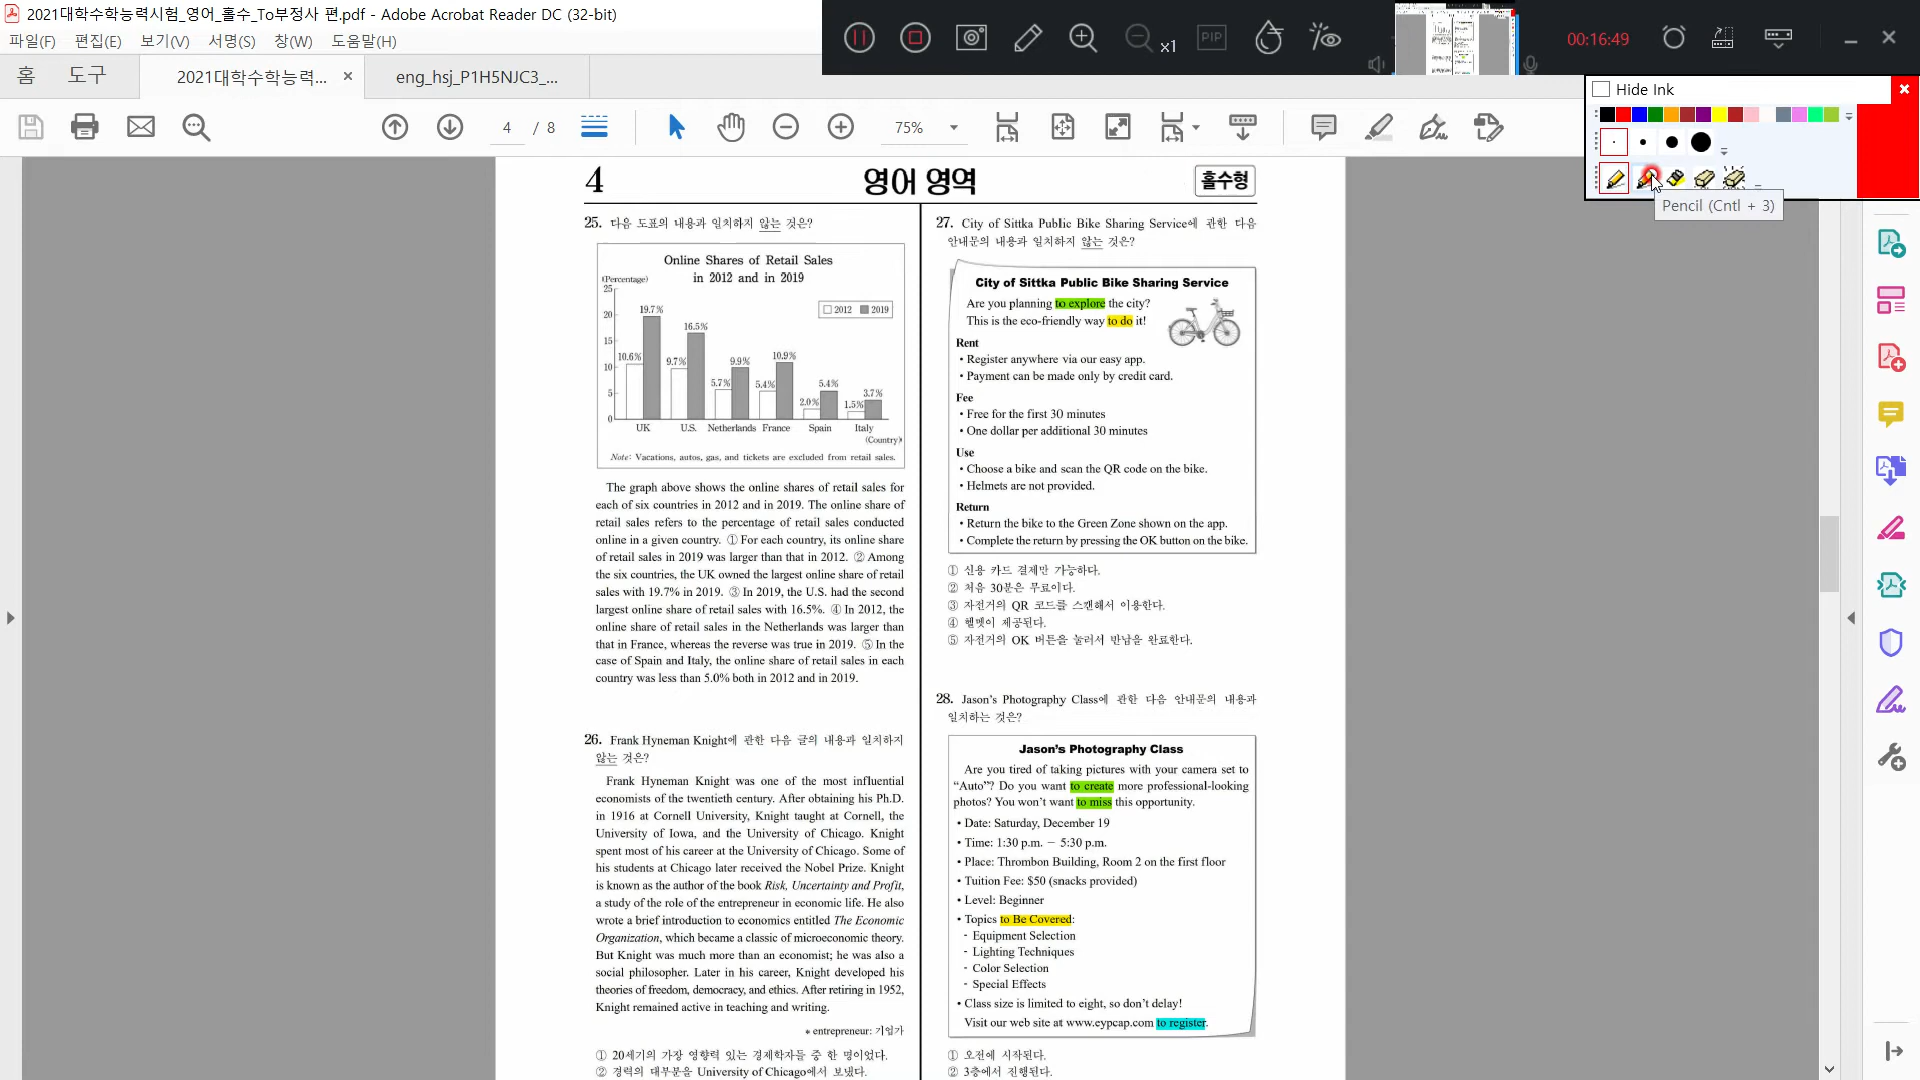 2021대학수학능력시험_영어_홀수_To부정사 편.pdf - Adobe Acrobat Reader DC (32-bit)
파일(F) 편집(E) 보기(V) 서명(S) 창(W) 도움말(H)
x1
PIP
00:16:49
홈 도구 2021대학수학능력... × eng_hsj_P1H5NJC3_...
Hide Ink
4 / 8
75%
Pencil (Cntl + 3)
4 영어 영역 홀수형
25. 다음 도표의 내용과 일치하지 않는 것은?
Online Shares of Retail Sales
in 2012 and in 2019
(Percentage)
25
20
15
10
5
0
2012 2019
10.6% 19.7% 9.7% 16.5% 5.7% 9.9% 5.4% 10.9% 2.0% 5.4% 1.5% 3.7%
UK U.S. Netherlands France Spain Italy
(Country)
Note: Vacations, autos, gas, and tickets are excluded from retail sales.
The graph above shows the online shares of retail sales for
each of six countries in 2012 and in 2019. The online share of
retail sales refers to the percentage of retail sales conducted
online in a given country. ① For each country, its online share
of retail sales in 2019 was larger than that in 2012. ② Among
the six countries, the UK owned the largest online share of retail
sales with 19.7% in 2019. ③ In 2019, the U.S. had the second
largest online share of retail sales with 16.5%. ④ In 2012, the
online share of retail sales in the Netherlands was larger than
that in France, whereas the reverse was true in 2019. ⑤ In the
case of Spain and Italy, the online share of retail sales in each
country was less than 5.0% both in 2012 and in 2019.
26. Frank Hyneman Knight에 관한 다음 글의 내용과 일치하지
않는 것은?
Frank Hyneman Knight was one of the most influential
economists of the twentieth century. After obtaining his Ph.D.
in 1916 at Cornell University, Knight taught at Cornell, the
University of Iowa, and the University of Chicago. Knight
spent most of his career at the University of Chicago. Some of
his students at Chicago later received the Nobel Prize. Knight
is known as the author of the book Risk, Uncertainty and Profit,
a study of the role of the entrepreneur in economic life. He also
wrote a brief introduction to economics entitled The Economic
Organization, which became a classic of microeconomic theory.
But Knight was much more than an economist; he was also a
social philosopher. Later in his career, Knight developed his
theories of freedom, democracy, and ethics. After retiring in 1952,
Knight remained active in teaching and writing.
* entrepreneur: 기업가
① 20세기의 가장 영향력 있는 경제학자들 중 한 명이었다.
② 경력의 대부분을 University of Chicago에서 보냈다.
27. City of Sittka Public Bike Sharing Service에 관한 다음
안내문의 내용과 일치하지 않는 것은?
City of Sittka Public Bike Sharing Service
Are you planning to explore the city?
This is the eco-friendly way to do it!
Rent
• Register anywhere via our easy app.
• Payment can be made only by credit card.
Fee
• Free for the first 30 minutes
• One dollar per additional 30 minutes
Use
• Choose a bike and scan the QR code on the bike.
• Helmets are not provided.
Return
• Return the bike to the Green Zone shown on the app.
• Complete the return by pressing the OK button on the bike.
① 신용 카드 결제만 가능하다.
② 처음 30분은 무료이다.
③ 자전거의 QR 코드를 스캔해서 이용한다.
④ 헬멧이 제공된다.
⑤ 자전거의 OK 버튼을 눌러서 반납을 완료한다.
28. Jason's Photography Class에 관한 다음 안내문의 내용과
일치하는 것은?
Jason's Photography Class
Are you tired of taking pictures with your camera set to
“Auto”? Do you want to create more professional-looking
photos? You won't want to miss this opportunity.
• Date: Saturday, December 19
• Time: 1:30 p.m. － 5:30 p.m.
• Place: Thrombon Building, Room 2 on the first floor
• Tuition Fee: $50 (snacks provided)
• Level: Beginner
• Topics to Be Covered:
- Equipment Selection
- Lighting Techniques
- Color Selection
- Special Effects
• Class size is limited to eight, so don't delay!
Visit our web site at www.eypcap.com to register.
① 오전에 시작된다.
② 3층에서 진행된다.